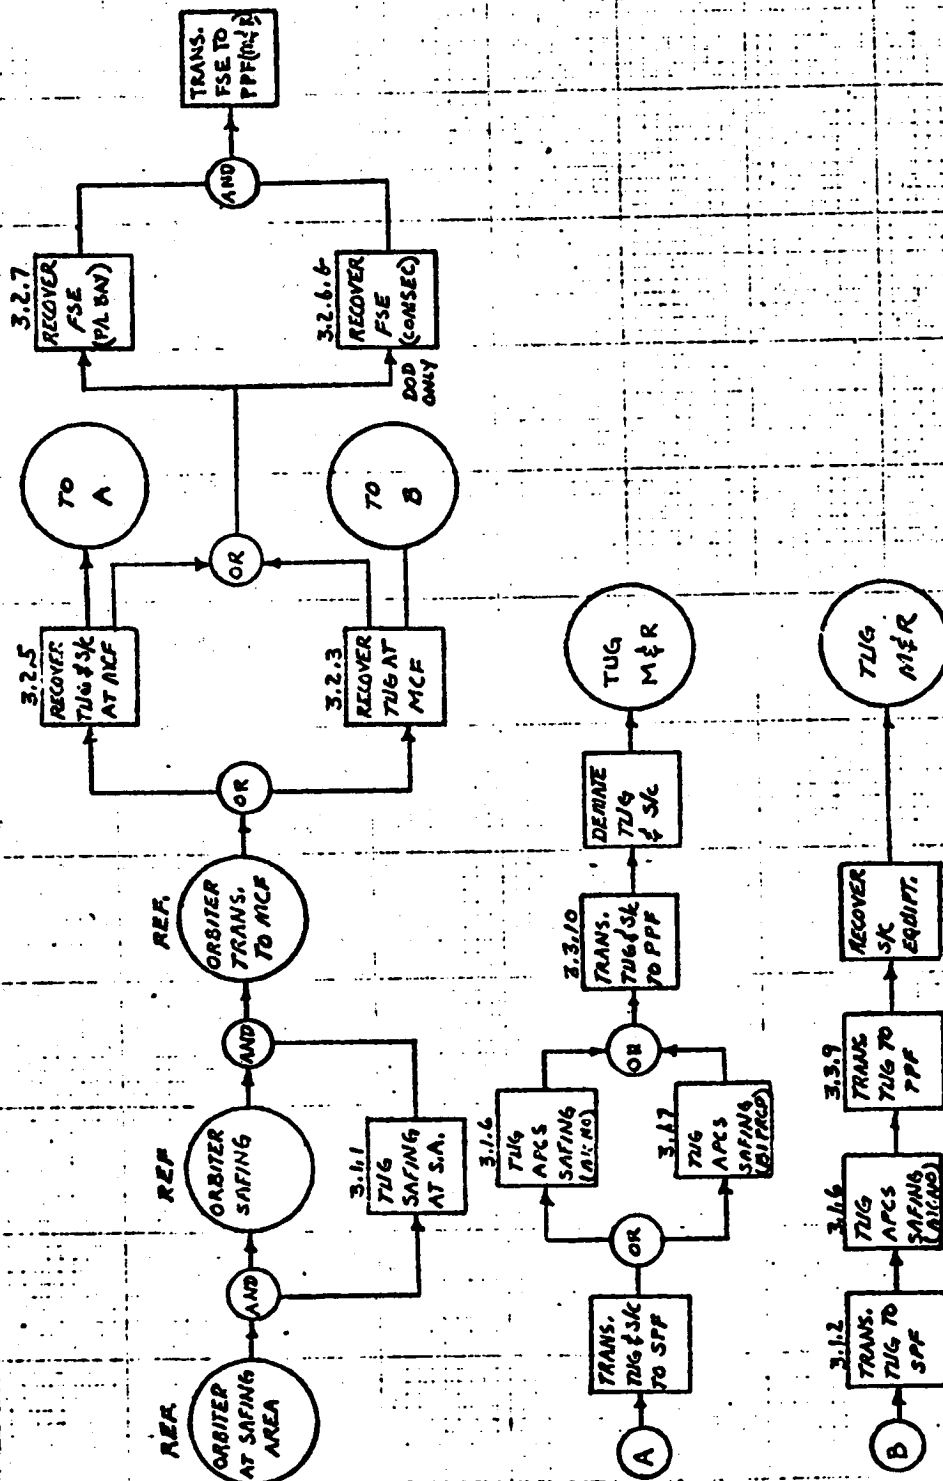 REF.
ORBITER
AT SAFING
AREA
AND
REF
ORBITER
SAFING
3.1.1
TUG
SAFING
AT S.A.
AND
REF.
ORBITER
TRANS.
TO MCF
OR
3.2.5
RECOVER
TUG & S/C
AT MCF
3.2.3
RECOVER
TUG AT
MCF
TO
A
OR
TO
B
3.2.7
RECOVER
FSE
(P/L BAY)
DOD
ONLY
3.2.6.6
RECOVER
FSE
(COMSEC)
AND
TRANS.
FSE TO
PPF(M&R)
A
TRANS.
TUG & S/C
TO SPF
OR
3.1.6
TUG
APCS
SAFING
3.1.7
TUG
APCS
SAFING
(BIPROP)
OR
3.3.10
TRANS.
TUG & S/C
TO PPF
DEMATE
TUG
& S/C
TUG
M & R
B
3.1.2
TRANS.
TUG TO
SPF
3.1.6
TUG
APCS
SAFING
3.3.9
TRANS
TUG TO
PPF
RECOVER
S/C
EQUIPT.
TUG
M & R